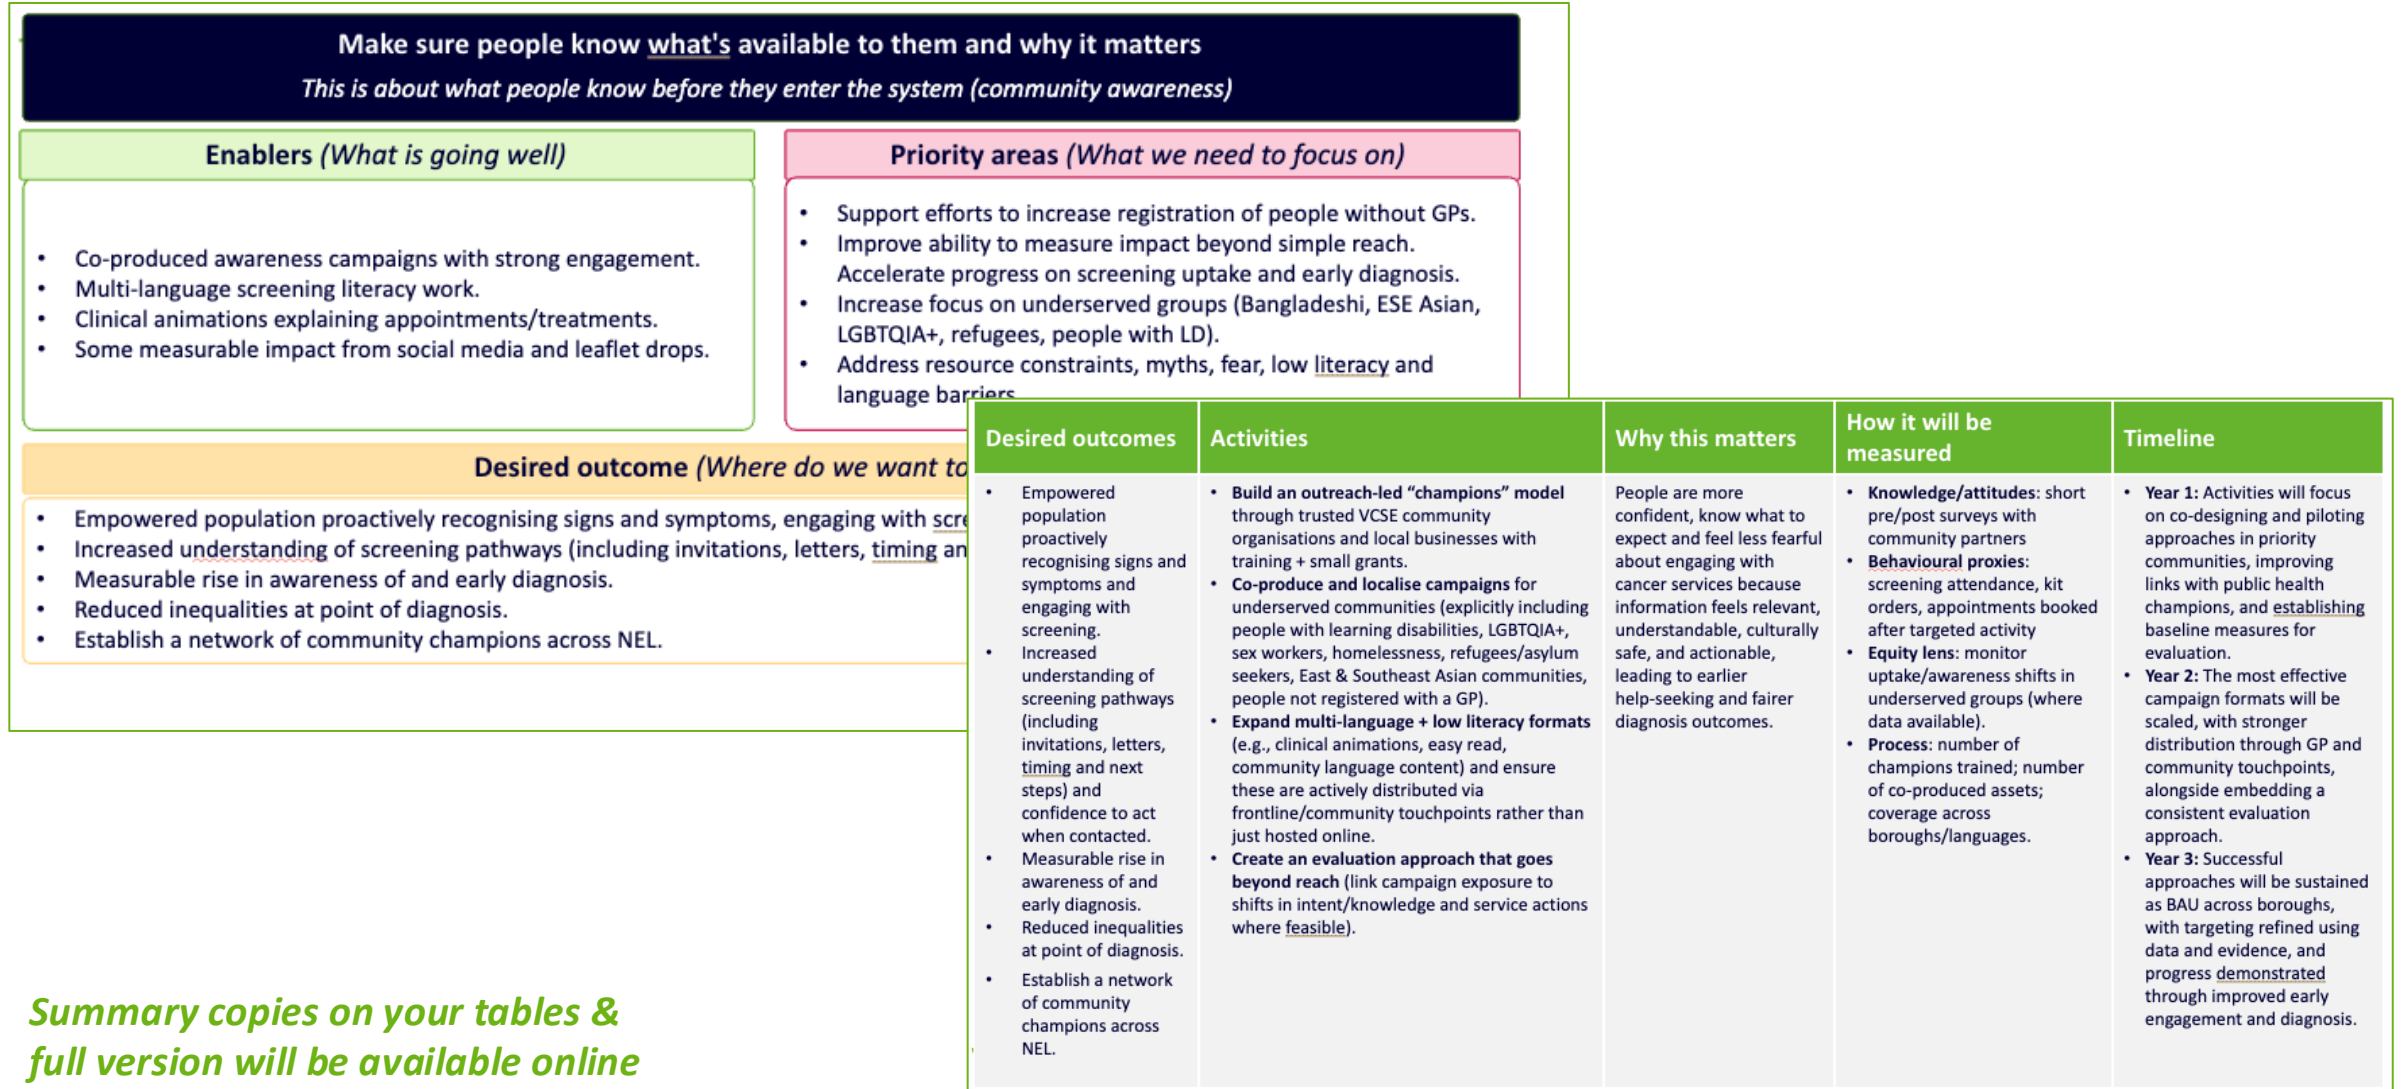 Make sure people know what's available to them and why it matters
This is about what people know before they enter the system (community awareness)
Enablers (What is going well)
• Co-produced awareness campaigns with strong engagement.
• Multi-language screening literacy work.
• Clinical animations explaining appointments/treatments.
• Some measurable impact from social media and leaflet drops.
Priority areas (What we need to focus on)
• Support efforts to increase registration of people without GPs.
• Improve ability to measure impact beyond simple reach.
Accelerate progress on screening uptake and early diagnosis.
• Increase focus on underserved groups (Bangladeshi, ESE Asian,
LGBTQIA+, refugees, people with LD).
• Address resource constraints, myths, fear, low literacy and
language barriers
Desired outcome (Where do we want to
• Empowered population proactively recognising signs and symptoms, engaging with
• Increased understanding of screening pathways (including invitations, letters, timing
• Measurable rise in awareness of and early diagnosis.
• Reduced inequalities at point of diagnosis.
• Establish a network of community champions across NEL.
Desired outcomes
• Empowered
population
proactively
recognising signs and
symptoms and
engaging with
screening.
• Increased
understanding of
screening pathways
(including
invitations, letters,
timing and next
steps) and
confidence to act
when contacted.
• Measurable rise in
awareness of and
early diagnosis.
• Reduced inequalities
at point of diagnosis.
• Establish a network
of community
champions across
NEL.
Activities
• Build an outreach-led “champions” model
through trusted VCSE community
organisations and local businesses with
training + small grants.
• Co-produce and localise campaigns for
underserved communities (explicitly including
people with learning disabilities, LGBTQIA+,
sex workers, homelessness, refugees/asylum
seekers, East & Southeast Asian communities,
people not registered with a GP).
• Expand multi-language + low literacy formats
(e.g., clinical animations, easy read,
community language content) and ensure
these are actively distributed via
frontline/community touchpoints rather than
just hosted online.
• Create an evaluation approach that goes
beyond reach (link campaign exposure to
shifts in intent/knowledge and service actions
where feasible).
Why this matters
People are more
confident, know what to
expect and feel less fearful
about engaging with
cancer services because
information feels relevant,
understandable, culturally
safe, and actionable,
leading to earlier
help-seeking and fairer
diagnosis outcomes.
How it will be
measured
• Knowledge/attitudes: short
pre/post surveys with
community partners
• Behavioural proxies:
screening attendance, kit
orders, appointments booked
after targeted activity
• Equity lens: monitor
uptake/awareness shifts in
underserved groups (where
data available).
• Process: number of
champions trained; number
of co-produced assets;
coverage across
boroughs/languages.
Timeline
• Year 1: Activities will focus
on co-designing and piloting
approaches in priority
communities, improving
links with public health
champions, and establishing
baseline measures for
evaluation.
• Year 2: The most effective
campaign formats will be
scaled, with stronger
distribution through GP and
community touchpoints,
alongside embedding a
consistent evaluation
approach.
• Year 3: Successful
approaches will be sustained
as BAU across boroughs,
with targeting refined using
data and evidence, and
progress demonstrated
through improved early
engagement and diagnosis.
Summary copies on your tables &
full version will be available online